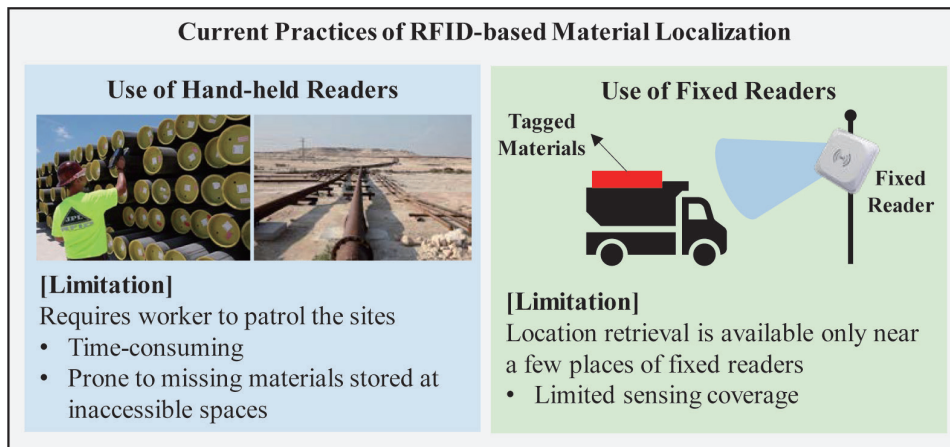 Current Practices of RFID-based Material Localization
Use of Hand-held Readers
[Limitation]
Requires worker to patrol the sites
• Time-consuming
• Prone to missing materials stored at
inaccessible spaces
Use of Fixed Readers
Tagged
Materials
Fixed
Reader
[Limitation]
Location retrieval is available only near
a few places of fixed readers
• Limited sensing coverage